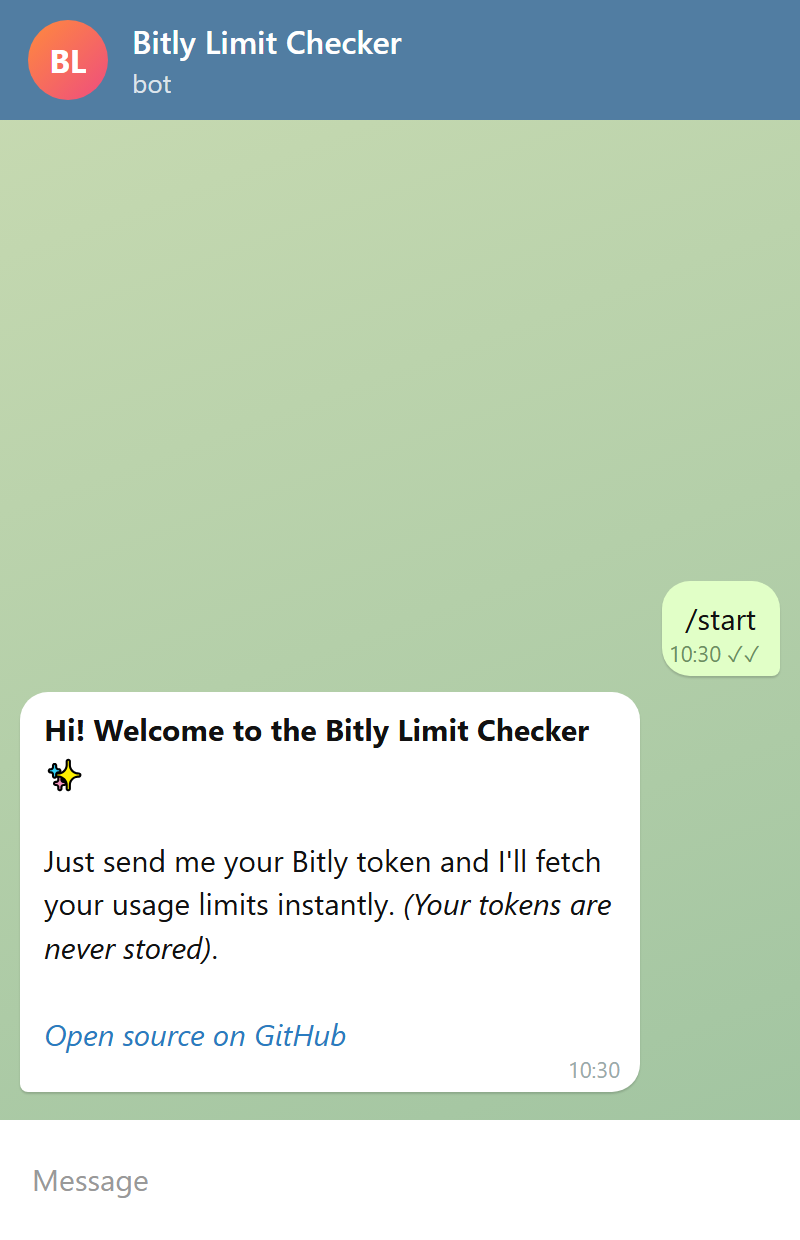 BL
Bitly Limit Checker
bot
/start
10:30 ✓✓
Hi! Welcome to the Bitly Limit Checker
✨
Just send me your Bitly token and I'll fetch
your usage limits instantly. (Your tokens are
never stored).
Open source on GitHub
10:30
Message